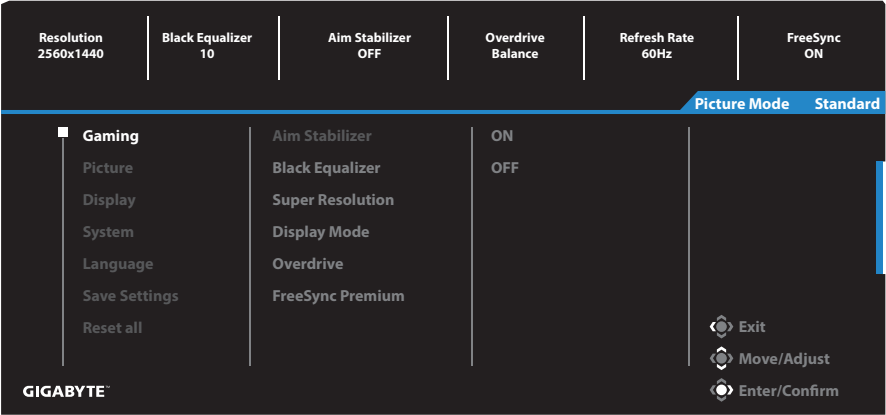 Resolution
2560x1440
Black Equalizer
10
Aim Stabilizer
OFF
Overdrive
Balance
Refresh Rate
60Hz
FreeSync
ON
Picture Mode Standard
Gaming
Picture
Display
System
Language
Save Settings
Reset all
Aim Stabilizer
Black Equalizer
Super Resolution
Display Mode
Overdrive
FreeSync Premium
ON
OFF
Exit
Move/Adjust
Enter/Confirm
GIGABYTE™